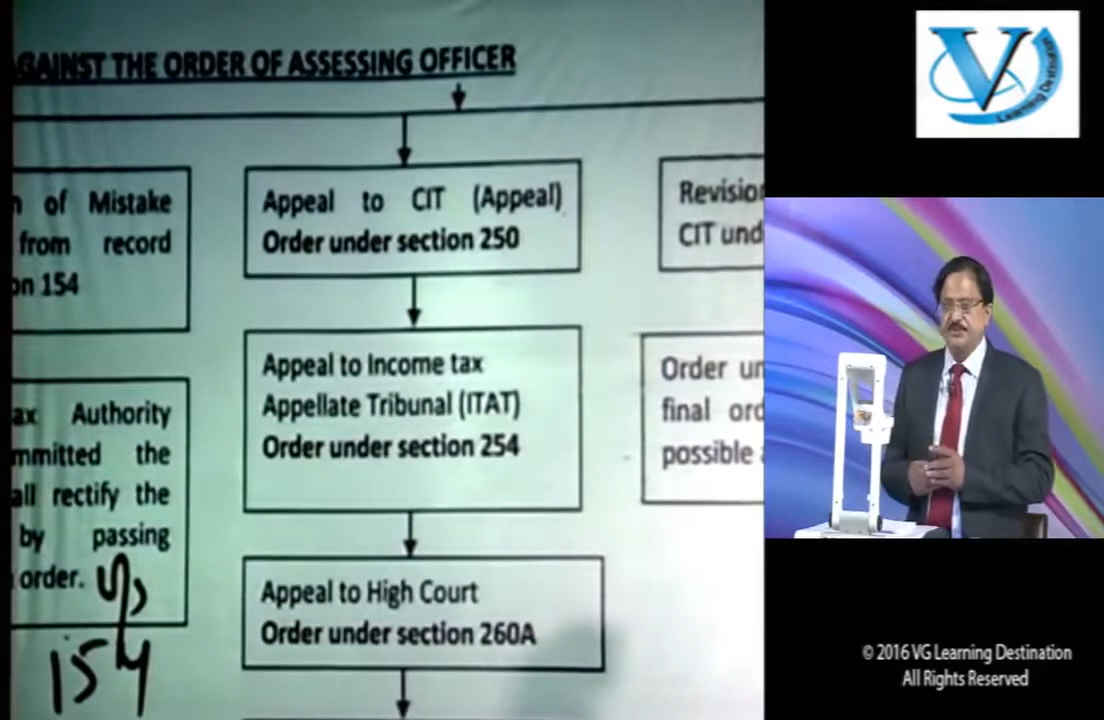 GAINST THE ORDER OF ASSESSING OFFICER
of Mistake
from record
on 154
Appeal to CIT (Appeal)
Order under section 250
Revision
CIT und
Appeal to Income tax
Appellate Tribunal (ITAT)
Order under section 254
Order un
final ord
possible
ax Authority
mmitted the
all rectify the
by passing
order.
u/s
154
Appeal to High Court
Order under section 260A
V
Learning Destination
© 2016 VG Learning Destination
All Rights Reserved